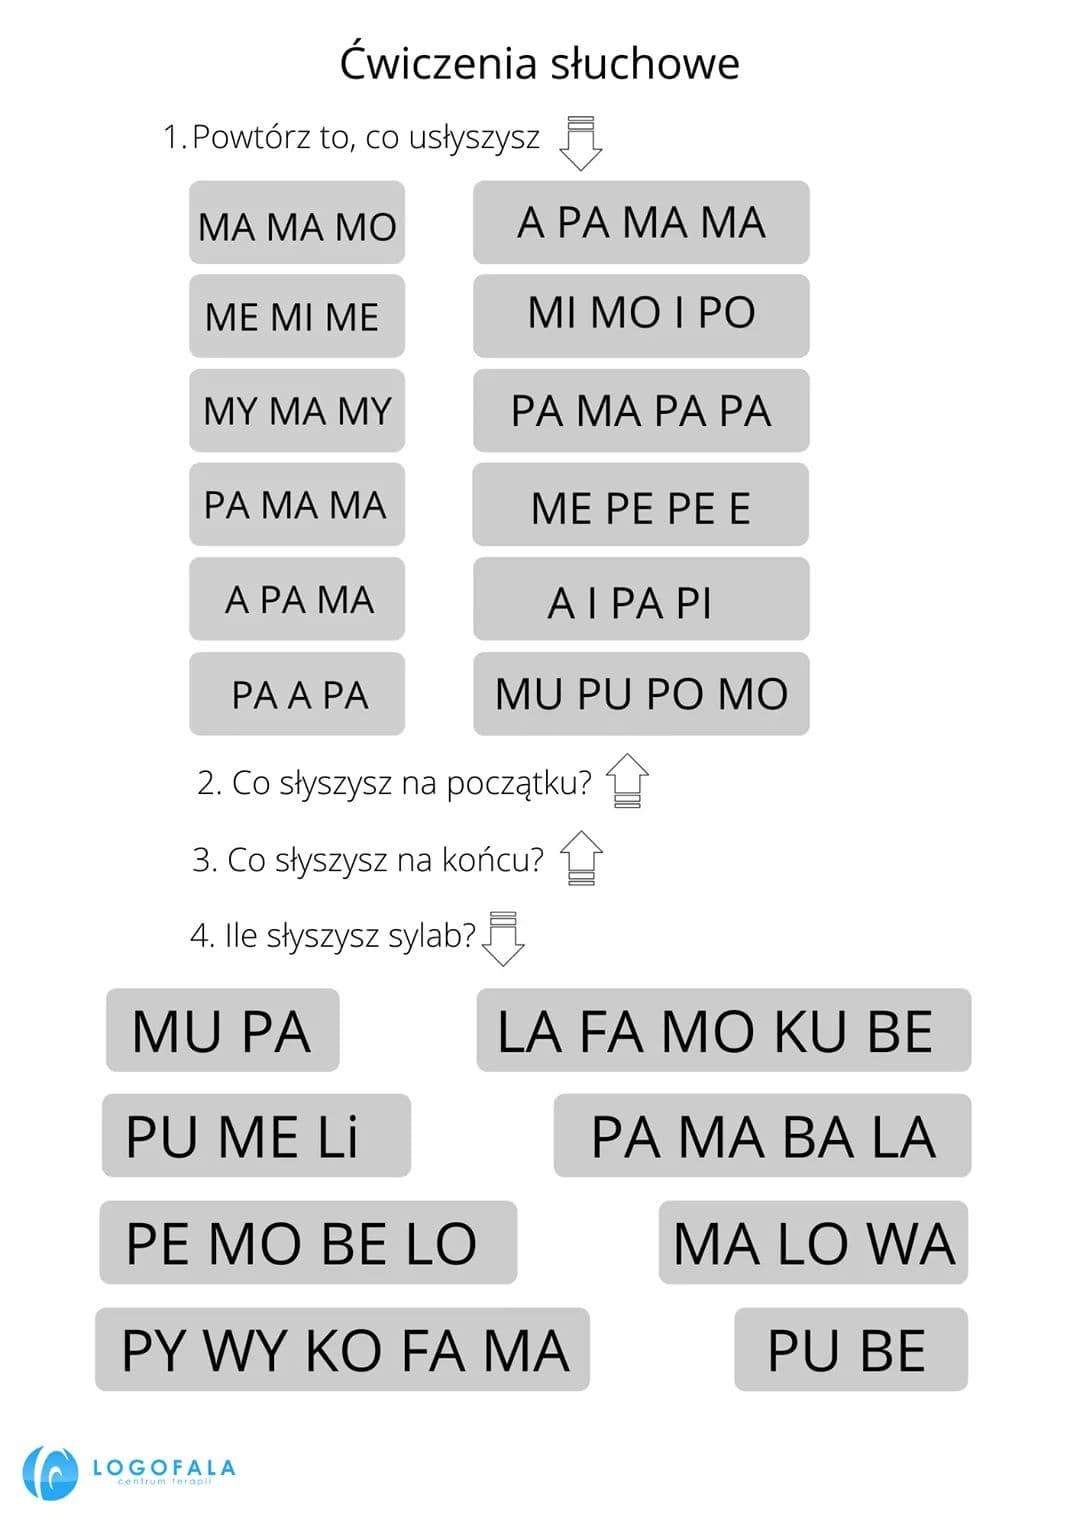 Ćwiczenia słuchowe
1. Powtórz to, co usłyszysz
MA MA MO
A PA MA MA
ME MI ME
MI MO I PO
MY MA MY
PA MA PA PA
PA MA MA
ME PE PE E
A PA MA
A I PA PI
PA A PA
MU PU PO MO
2. Co słyszysz na początku?
3. Co słyszysz na końcu?
4. Ile słyszysz sylab?
MU PA
LA FA MO KU BE
PU ME Li
PA MA BA LA
PE MO BE LO
MA LO WA
PY WY KO FA MA
PU BE
LOGOFALA
centrum terapii